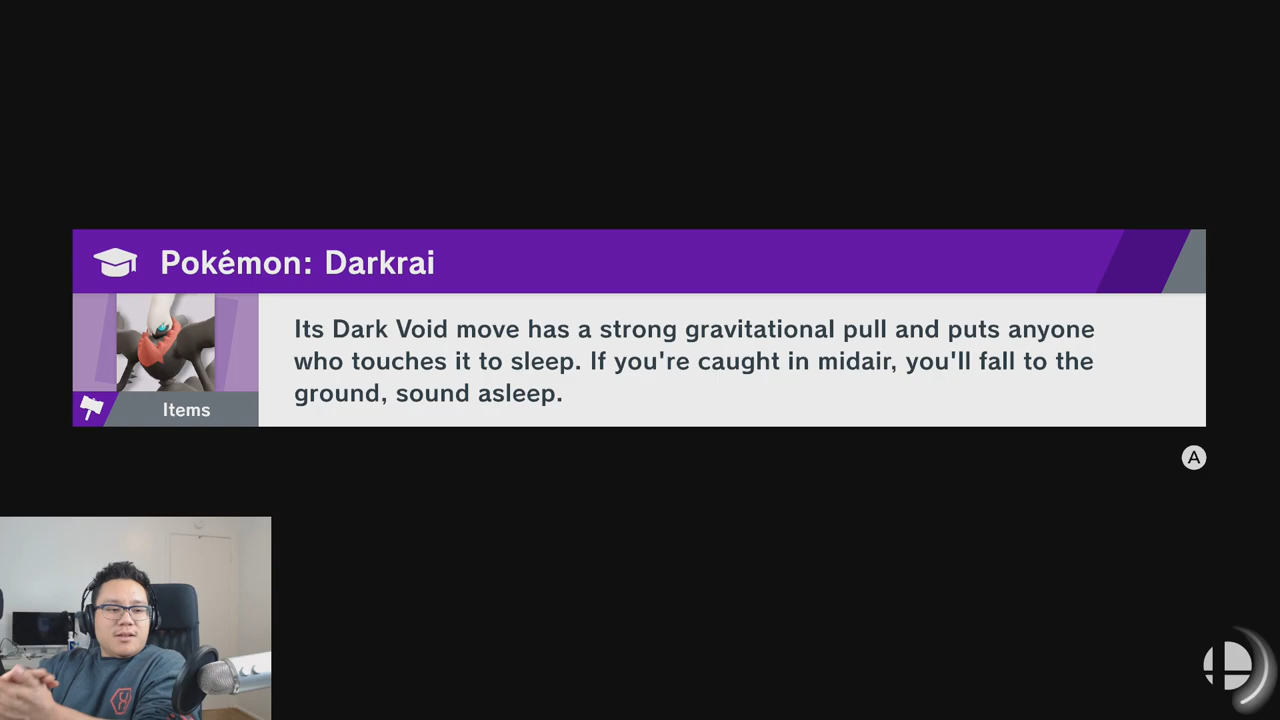 Pokémon: Darkrai
Its Dark Void move has a strong gravitational pull and puts anyone
who touches it to sleep. If you're caught in midair, you'll fall to the
ground, sound asleep.
Items
A